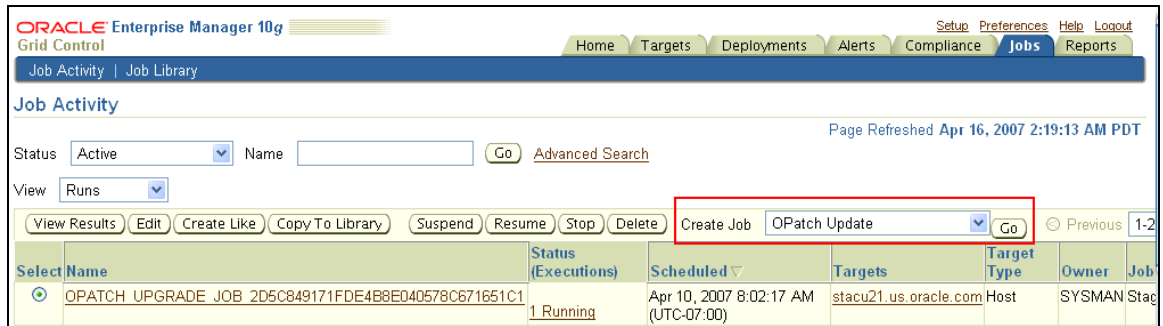 ORACLE Enterprise Manager 10g
Grid Control
Setup Preferences Help Logout
Home Targets Deployments Alerts Compliance Jobs Reports
Job Activity | Job Library
Job Activity
Page Refreshed Apr 16, 2007 2:19:13 AM PDT
Status Active Name Go Advanced Search
View Runs
View Results Edit Create Like Copy To Library Suspend Resume Stop Delete Create Job OPatch Update Go Previous 1-2
Select Name Status (Executions) Scheduled Targets Target Type Owner Job
OPATCH_UPGRADE_JOB_2D5C849171FDE4B8E040578C671651C1 1 Running Apr 10, 2007 8:02:17 AM (UTC-07:00) stacu21.us.oracle.com Host SYSMAN Stag